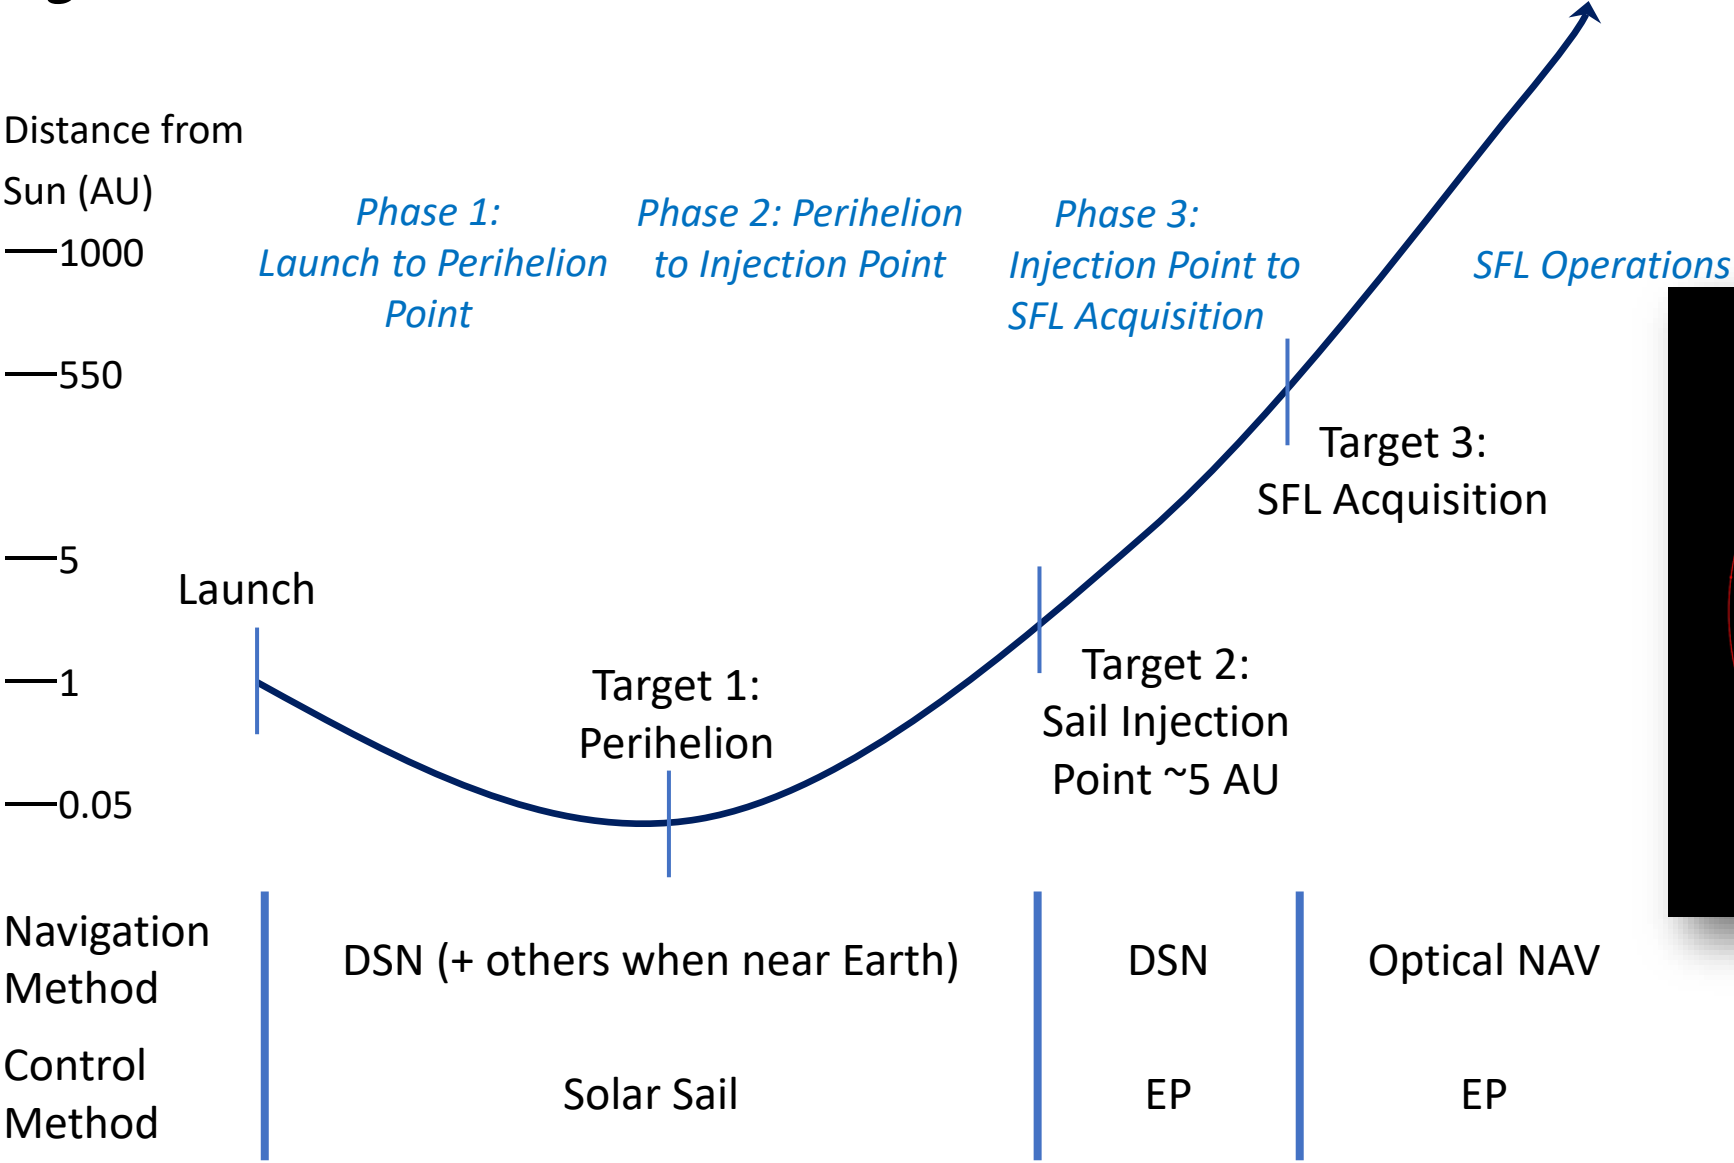 Distance from
Sun (AU)
1000
550
5
1
0.05
Phase 1:
Launch to Perihelion
Point
Phase 2: Perihelion
to Injection Point
Phase 3:
Injection Point to
SFL Acquisition
SFL Operations
Launch
Target 1:
Perihelion
Target 2:
Sail Injection
Point ~5 AU
Target 3:
SFL Acquisition
Navigation
Method
DSN (+ others when near Earth)
DSN
Optical NAV
Control
Method
Solar Sail
EP
EP